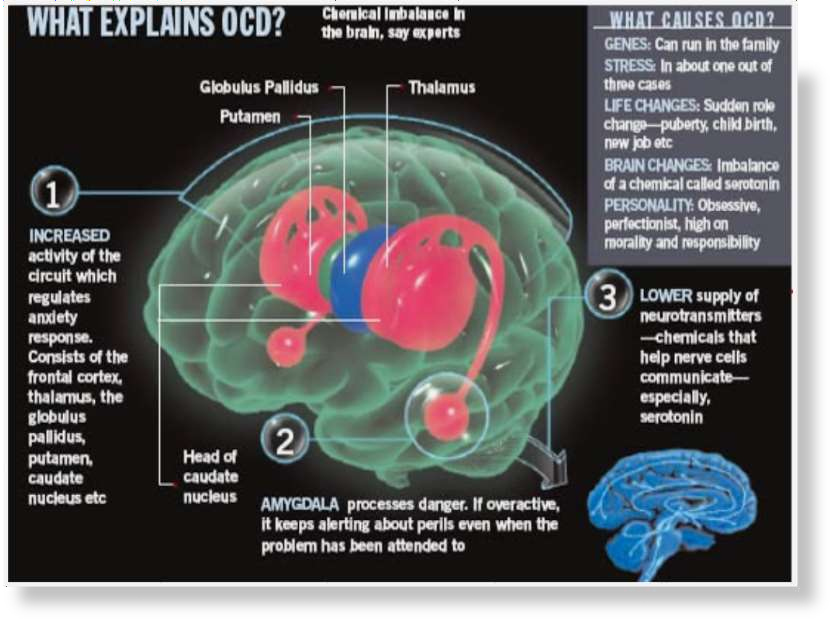 WHAT EXPLAINS OCD?
Chemical imbalance in
the brain, say experts
WHAT CAUSES OCD?
GENES: Can run in the family
STRESS: In about one out of
three cases
LIFE CHANGES: Sudden role
change—puberty, child birth,
new job etc
BRAIN CHANGES: Imbalance
of a chemical called serotonin
PERSONALITY: Obsessive,
perfectionist, high on
morality and responsibility
Globulus Pallidus
Thalamus
Putamen
1
INCREASED
activity of the
circuit which
regulates
anxiety
response.
Consists of the
frontal cortex,
thalamus, the
globulus
pallidus,
putamen,
caudate
nucleus etc
Head of
caudate
nucleus
2
AMYGDALA processes danger. If overactive,
it keeps alerting about perils even when the
problem has been attended to
3
LOWER supply of
neurotransmitters
—chemicals that
help nerve cells
communicate—
especially,
serotonin